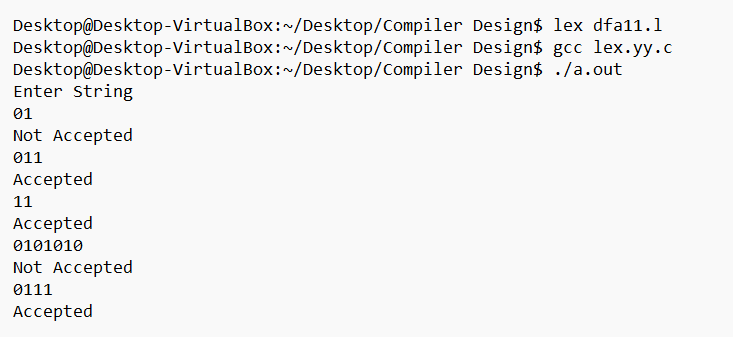 Desktop@Desktop-VirtualBox:~/Desktop/Compiler Design$ lex dfa11.l
Desktop@Desktop-VirtualBox:~/Desktop/Compiler Design$ gcc lex.yy.c
Desktop@Desktop-VirtualBox:~/Desktop/Compiler Design$ ./a.out
Enter String
01
Not Accepted
011
Accepted
11
Accepted
0101010
Not Accepted
0111
Accepted